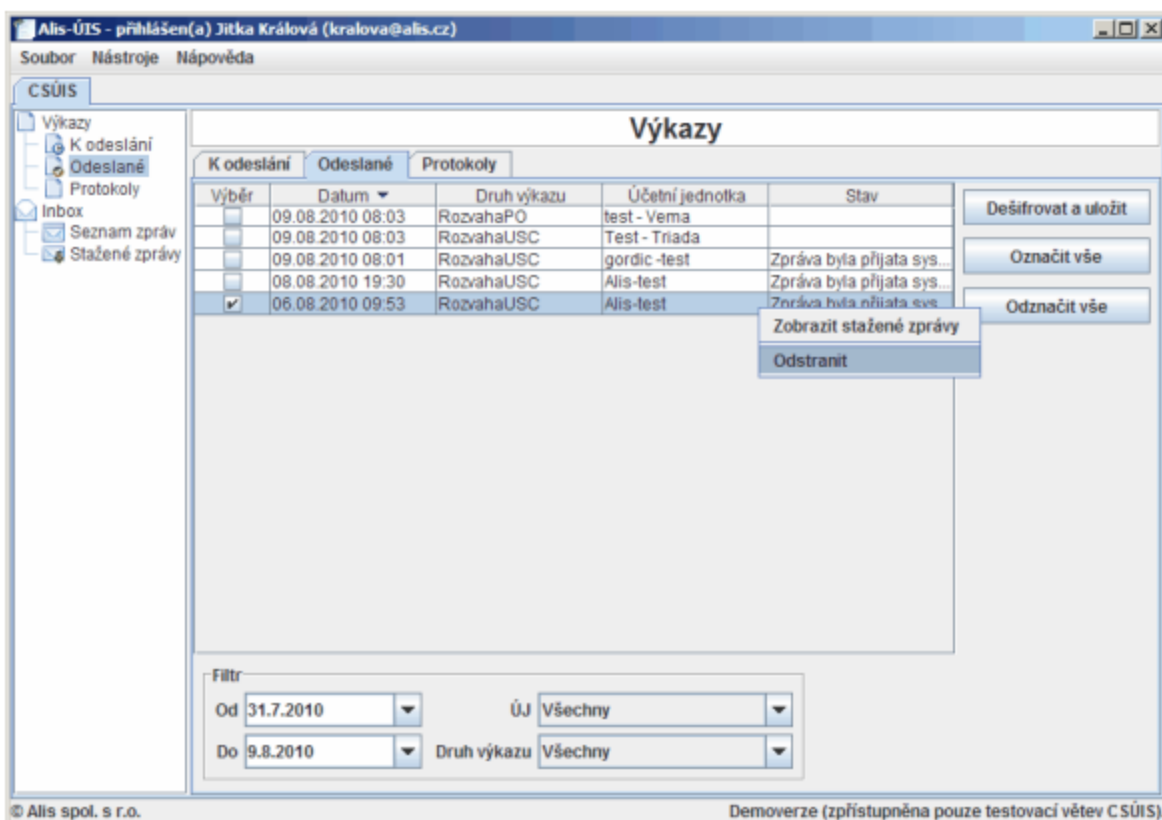 Alis-ÚIS - přihlášen(a) Jitka Králová (kralova@alis.cz)
Soubor Nástroje Nápověda
CSÚIS
Výkazy
K odeslání
Odeslané
Protokoly
Inbox
Seznam zpráv
Stažené zprávy
Výkazy
K odeslání Odeslané Protokoly
Výběr Datum Druh výkazu Účetní jednotka Stav
09.08.2010 08:03 RozvahaPO test - Vema
09.08.2010 08:03 RozvahaUSC Test - Triada
09.08.2010 08:01 RozvahaUSC gordic -test Zpráva byla přijata sys...
08.08.2010 19:30 RozvahaUSC Alis-test Zpráva byla přijata sys...
06.08.2010 09:53 RozvahaUSC Alis-test Zpráva byla přijata sys...
Dešifrovat a uložit
Označit vše
Odznačit vše
Zobrazit stažené zprávy
Odstranit
Filtr
Od 31.7.2010 ÚJ Všechny
Do 9.8.2010 Druh výkazu Všechny
© Alis spol. s r.o. Demoverze (zpřístupněna pouze testovací větev CSÚIS)